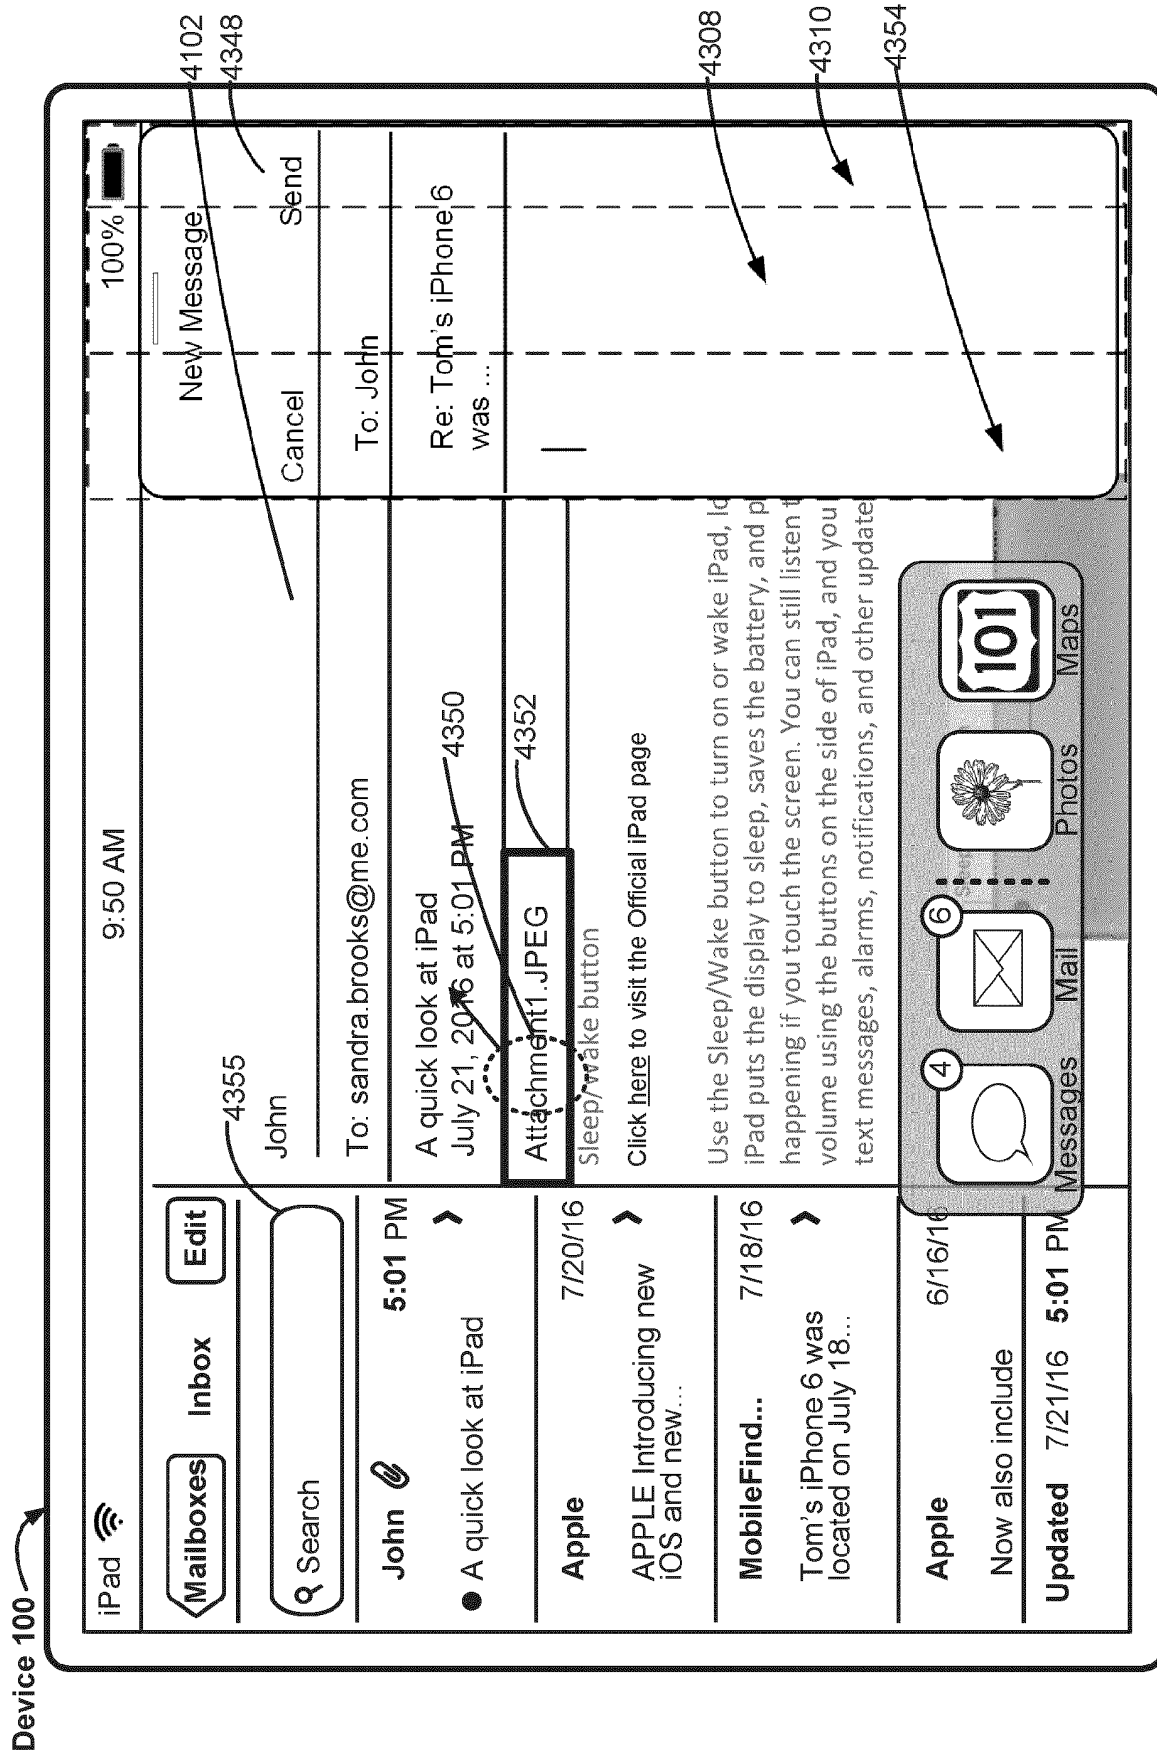 Device 100
iPad
9:50 AM
100%
Mailboxes
Inbox
Edit
Search
4355
John
5:01 PM
A quick look at iPad
Apple
7/20/16
APPLE Introducing new
iOS and new...
MobileFind...
7/18/16
Tom's iPhone 6 was
located on July 18...
Apple
6/16/16
Now also include
Updated 7/21/16 5:01 PM
John
To: sandra.brooks@me.com
A quick look at iPad
July 21, 2016 at 5:01 PM
4350
Attachment1.JPEG
4352
Sleep/wake button
Click here to visit the Official iPad page
Use the Sleep/Wake button to turn on or wake iPad, lo
iPad puts the display to sleep, saves the battery, and p
happening if you touch the screen. You can still listen t
volume using the buttons on the side of iPad, and you
text messages, alarms, notifications, and other update
4
Messages
6
Mail
Photos
101
Maps
New Message
Cancel
Send
To: John
Re: Tom's iPhone 6
was ...
4102
4348
4308
4310
4354